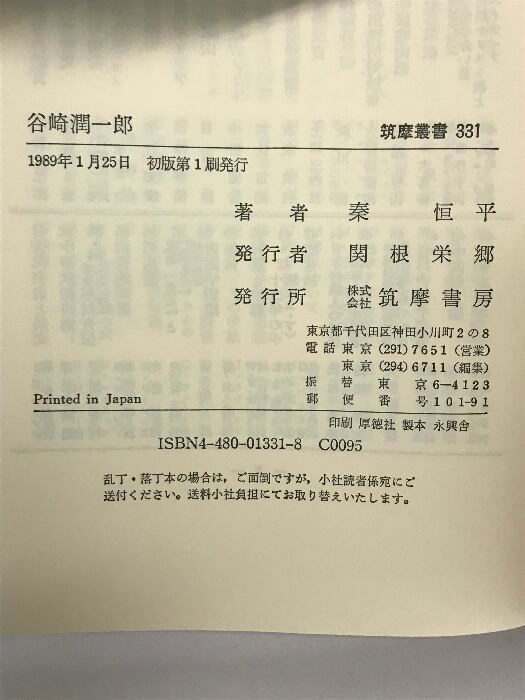 谷崎潤一郎
筑摩叢書 331
1989年1月25日 初版第1刷発行
著者 秦恒平
発行者 関根栄郷
発行所 株式会社 筑摩書房
東京都千代田区神田小川町2の8
電話 東京 (291) 7651 (営業)
東京 (294) 6711 (編集)
振替 東京 6-4123
郵便番号 101-91
Printed in Japan
印刷 厚徳社 製本 永興舎
ISBN4-480-01331-8 C0095
乱丁・落丁本の場合は，ご面倒ですが，小社読者係宛にご
送付ください。送料小社負担にてお取り替えいたします。